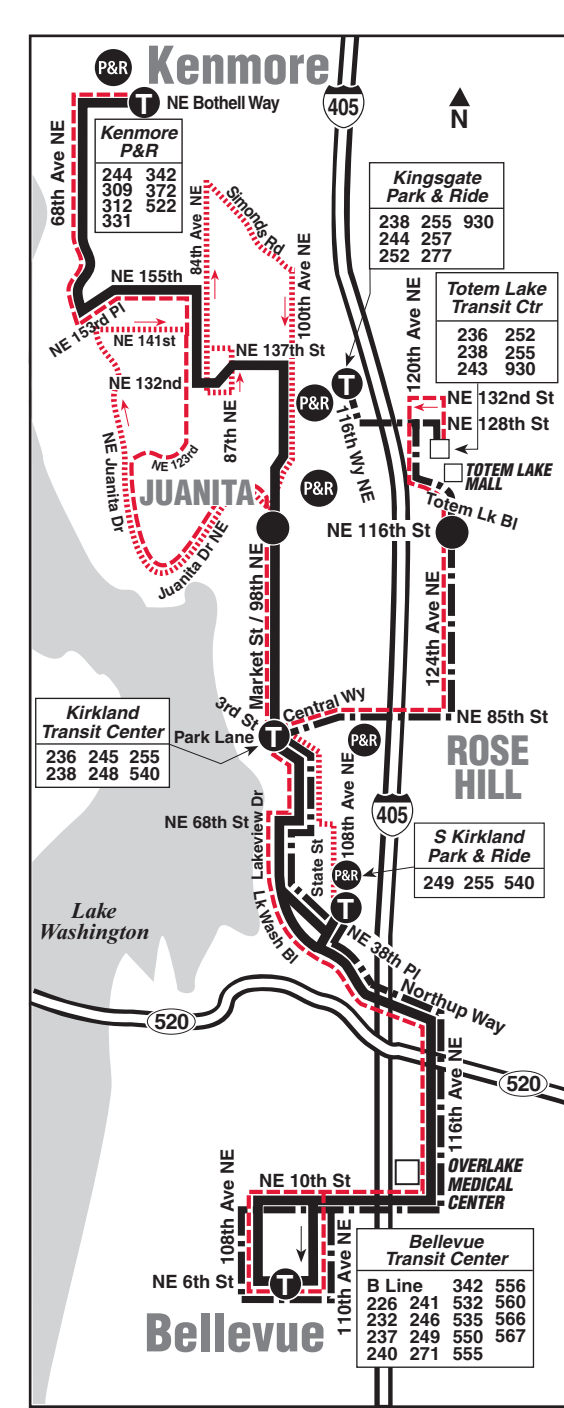 P&R
Kenmore
T
NE Bothell Way
405
N
68th Ave NE
Kenmore
P&R
244 342
309 372
312 522
331
Kingsgate
Park & Ride
238 255 930
244 257
252 277
84th Ave NE
Simonds Rd
100th Ave NE
NE 155th
NE 153rd Pl
NE 141st
NE 137th St
NE 132nd
87th NE
NE 123rd
NE Juanita Dr
Juanita Dr NE
JUANITA
P&R
T
116th Wy NE
P&R
120th Ave NE
Totem Lake
Transit Ctr
236 252
238 255
243 930
NE 132nd St
NE 128th St
TOTEM LAKE
MALL
Totem Lk Bl
NE 116th St
124th Ave NE
Market St / 98th NE
3rd St
Central Wy
Park Lane
T
NE 85th St
Kirkland
Transit Center
236 245 255
238 248 540
P&R
ROSE
HILL
108th Ave NE
405
NE 68th St
Lakeview Dr
State St
Lk Wash Bl
S Kirkland
Park & Ride
249 255 540
P&R
T
Lake
Washington
NE 38th Pl
Northup Way
520
520
116th Ave NE
OVERLAKE
MEDICAL
CENTER
NE 10th St
108th Ave NE
110th Ave NE
NE 6th St
T
Bellevue
Bellevue
Transit Center
B Line 342 556
226 241 532 560
232 246 535 566
237 249 550 567
240 271 555